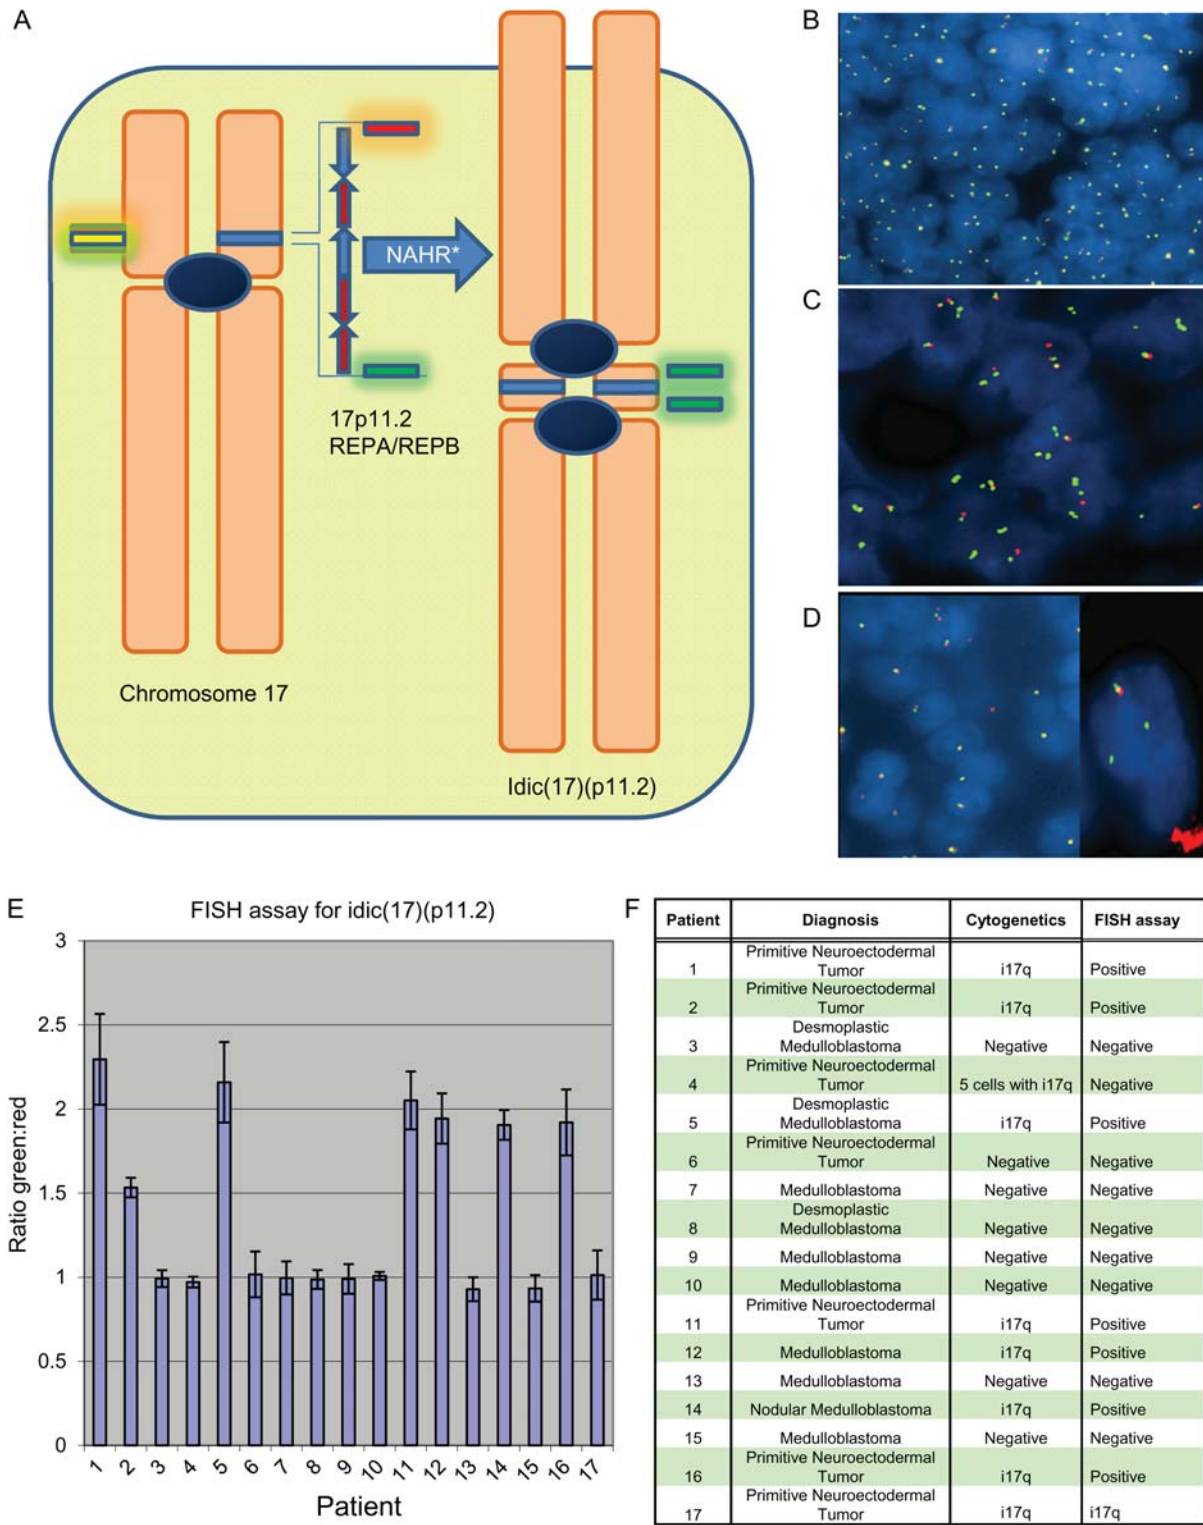 A
NAHR*
17p11.2
REPA/REPB
Chromosome 17
Idic(17)(p11.2)
B
C
D
E
FISH assay for idic(17)(p11.2)
Ratio green:red
3
2.5
2
1.5
1
0.5
0
1 2 3 4 5 6 7 8 9 10 11 12 13 14 15 16 17
Patient
F
Patient Diagnosis Cytogenetics FISH assay
Primitive Neuroectodermal
1 Tumor i17q Positive
Primitive Neuroectodermal
2 Tumor i17q Positive
Desmoplastic
3 Medulloblastoma Negative Negative
Primitive Neuroectodermal
4 Tumor 5 cells with i17q Negative
Desmoplastic
5 Medulloblastoma i17q Positive
Primitive Neuroectodermal
6 Tumor Negative Negative
7 Medulloblastoma Negative Negative
Desmoplastic
8 Medulloblastoma Negative Negative
9 Medulloblastoma Negative Negative
10 Medulloblastoma Negative Negative
Primitive Neuroectodermal
11 Tumor i17q Positive
12 Medulloblastoma i17q Positive
13 Medulloblastoma Negative Negative
14 Nodular Medulloblastoma i17q Positive
15 Medulloblastoma Negative Negative
Primitive Neuroectodermal
16 Tumor i17q Positive
Primitive Neuroectodermal
17 Tumor i17q i17q